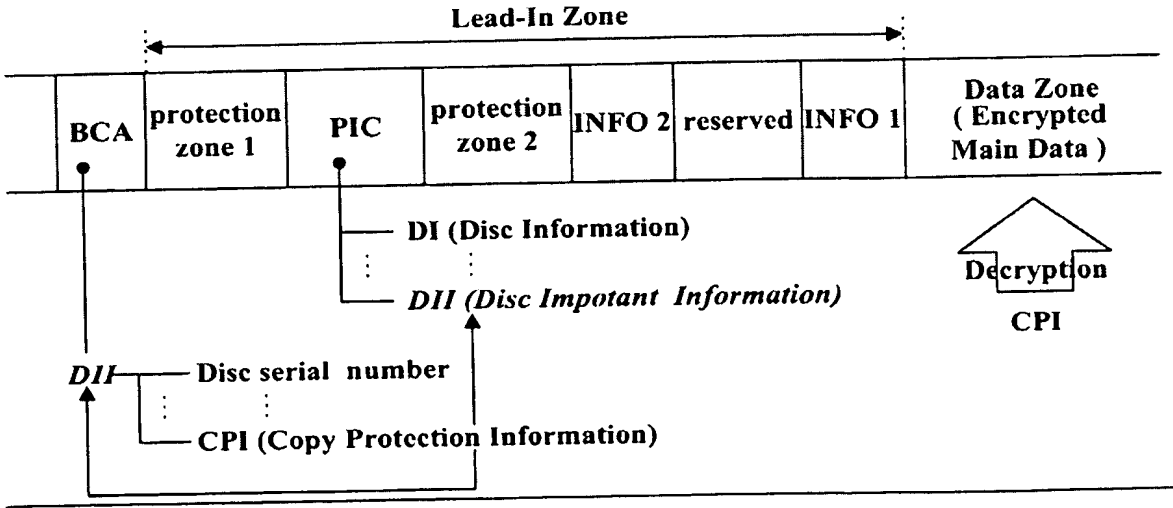 Lead-In Zone
BCA
protection
zone 1
PIC
protection
zone 2
INFO 2
reserved
INFO 1
Data Zone
( Encrypted
Main Data )
DI (Disc Information)
DII (Disc Impotant Information)
Decryption
CPI
DII
Disc serial number
CPI (Copy Protection Information)